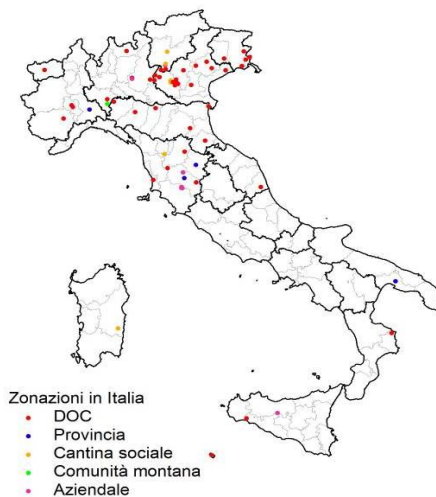 Zonazioni in Italia
DOC
Provincia
Cantina sociale
Comunità montana
Aziendale